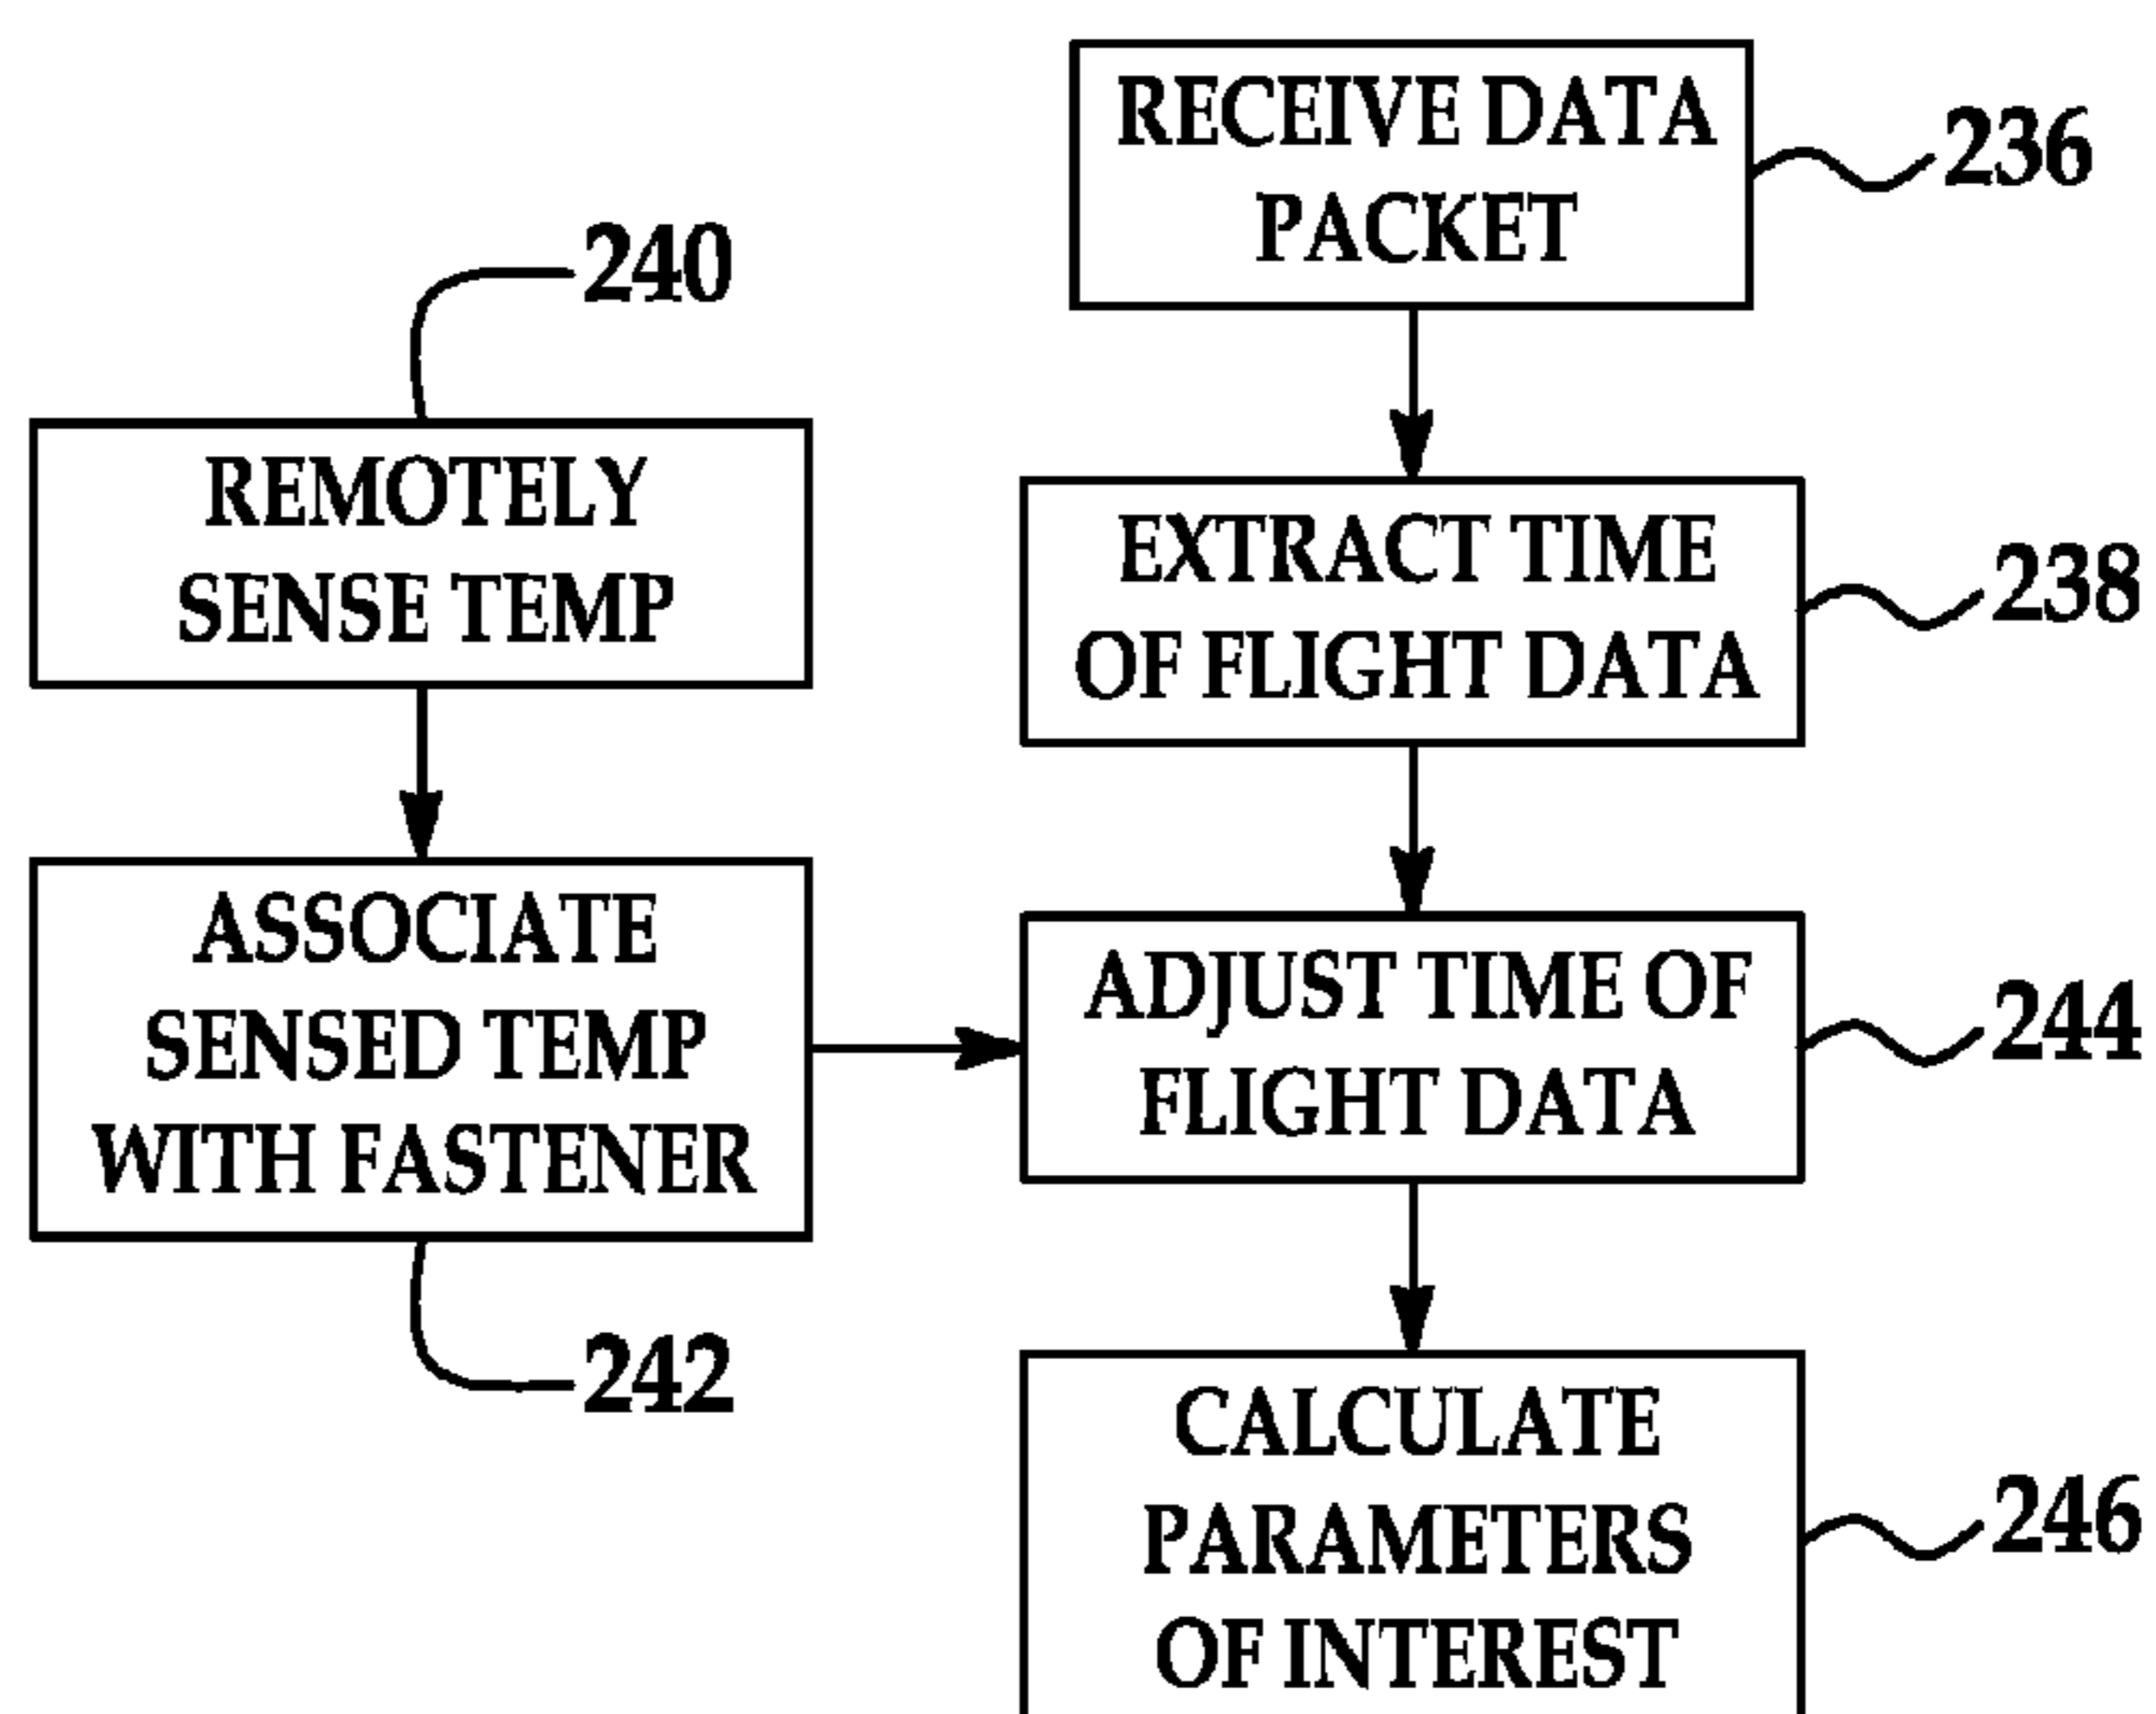 RECEIVE DATA
PACKET
236
240
REMOTELY
SENSE TEMP
EXTRACT TIME
OF FLIGHT DATA
238
ASSOCIATE
SENSED TEMP
WITH FASTENER
242
ADJUST TIME OF
FLIGHT DATA
244
CALCULATE
PARAMETERS
OF INTEREST
246